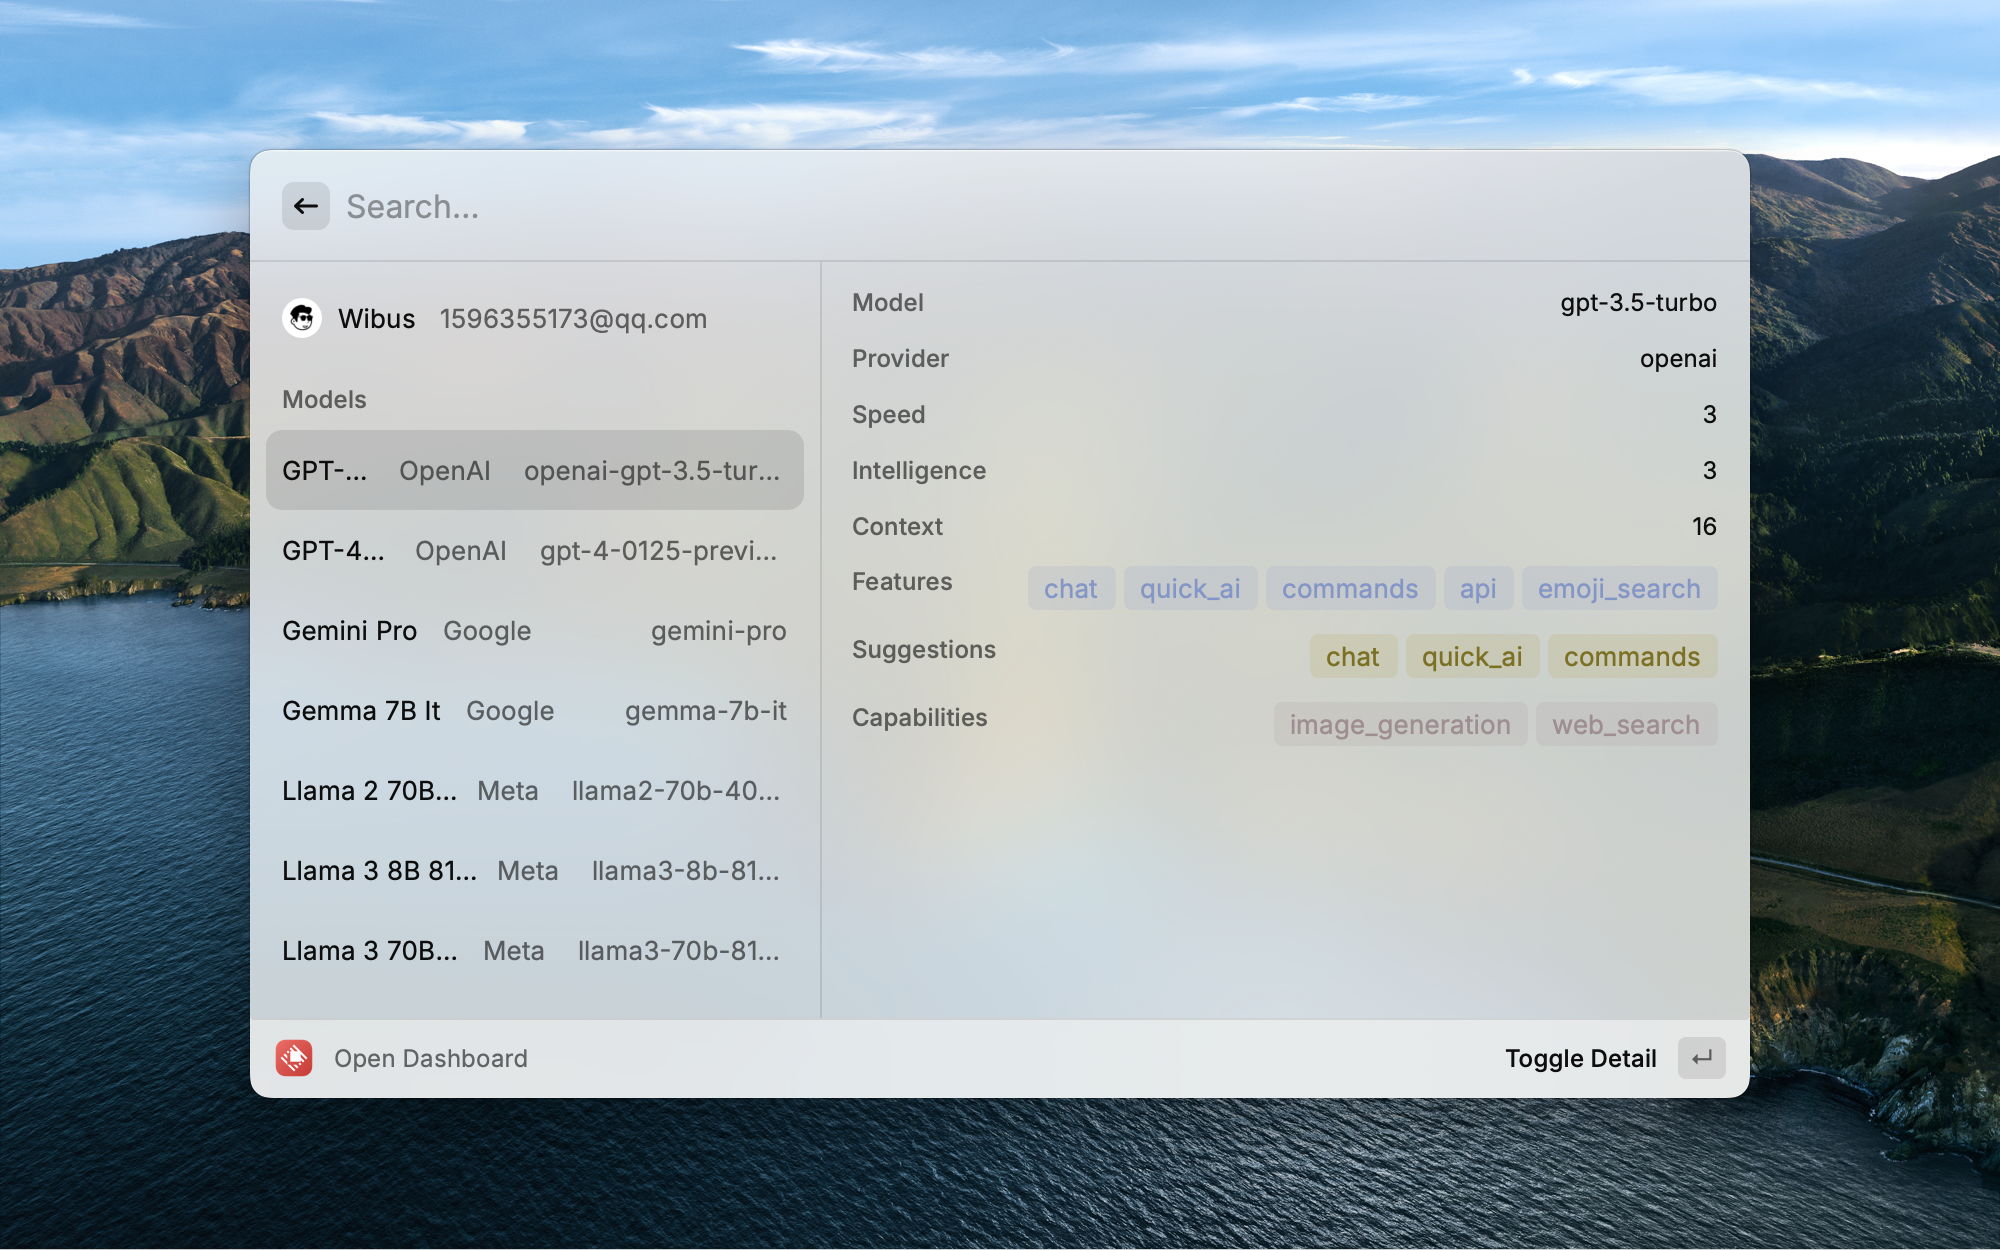 Search...
Wibus 1596355173@qq.com
Models
GPT-... OpenAI openai-gpt-3.5-tur...
GPT-4... OpenAI gpt-4-0125-previ...
Gemini Pro Google gemini-pro
Gemma 7B It Google gemma-7b-it
Llama 2 70B... Meta llama2-70b-40...
Llama 3 8B 81... Meta llama3-8b-81...
Llama 3 70B... Meta llama3-70b-81...
Model gpt-3.5-turbo
Provider openai
Speed 3
Intelligence 3
Context 16
Features chat quick_ai commands api emoji_search
Suggestions chat quick_ai commands
Capabilities image_generation web_search
Open Dashboard Toggle Detail